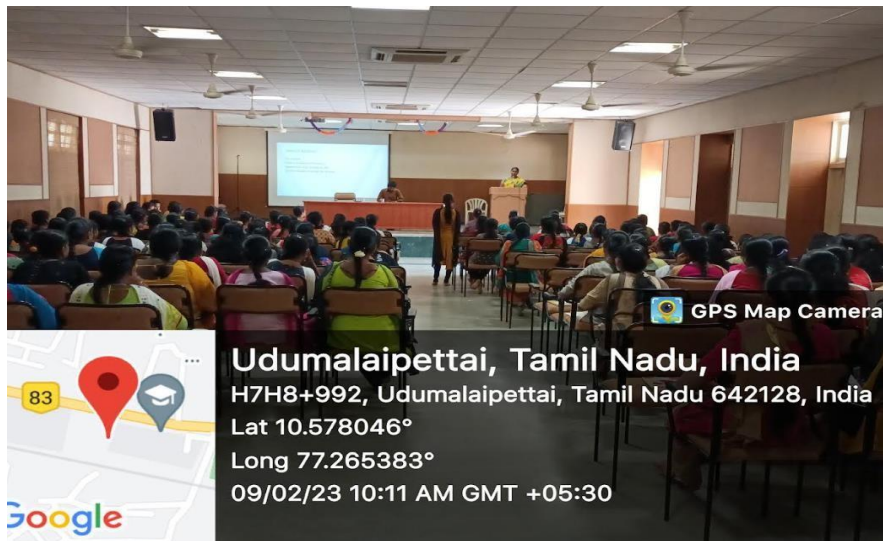 GPS Map Camera
Udumalaipettai, Tamil Nadu, India
H7H8+992, Udumalaipettai, Tamil Nadu 642128, India
Lat 10.578046°
Long 77.265383°
09/02/23 10:11 AM GMT +05:30
83
Google